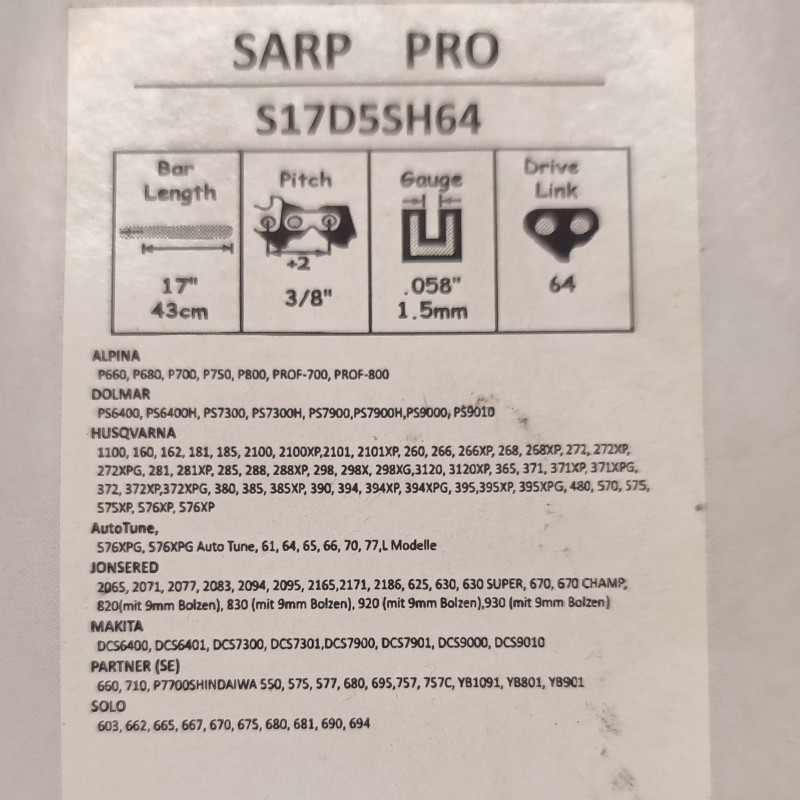 SARP PRO
S17D5SH64
Bar Length
Pitch
Gauge
Drive Link
÷2
17"
43cm
3/8"
.058"
1.5mm
64
ALPINA
P660, P680, P700, P750, P800, PROF-700, PROF-800
DOLMAR
PS6400, PS6400H, PS7300, PS7300H, PS7900,PS7900H,PS9000, PS9010
HUSQVARNA
1100, 160, 162, 181, 185, 2100, 2100XP,2101, 2101XP, 260, 266, 266XP, 268, 268XP, 272, 272XP,
272XPG, 281, 281XP, 285, 288, 288XP, 298, 298X, 298XG,3120, 3120XP, 365, 371, 371XP, 371XPG,
372, 372XP,372XPG, 380, 385, 385XP, 390, 394, 394XP, 394XPG, 395,395XP, 395XPG, 480, 570, 575,
575XP, 576XP, 576XP
AutoTune,
576XPG, 576XPG Auto Tune, 61, 64, 65, 66, 70, 77,L Modelle
JONSERED
2065, 2071, 2077, 2083, 2094, 2095, 2165,2171, 2186, 625, 630, 630 SUPER, 670, 670 CHAMP,
820(mit 9mm Bolzen), 830 (mit 9mm Bolzen), 920 (mit 9mm Bolzen),930 (mit 9mm Bolzen)
MAKITA
DCS6400, DCS6401, DCS7300, DCS7301,DCS7900, DCS7901, DCS9000, DCS9010
PARTNER (SE)
660, 710, P7700SHINDAIWA 550, 575, 577, 680, 695,757, 757C, YB1091, YB801, YB901
SOLO
603, 662, 665, 667, 670, 675, 680, 681, 690, 694